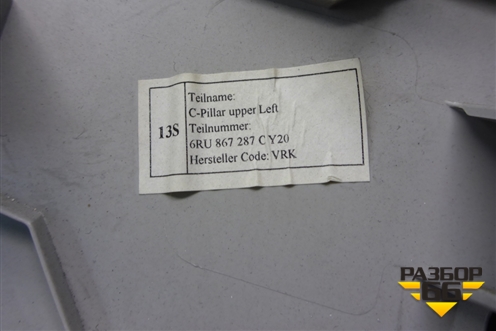 13S
Teilname:
C-Pillar upper Left
Teilnummer:
6RU 867 287 C Y20
Hersteller Code: VRK
РАЗБОР
66